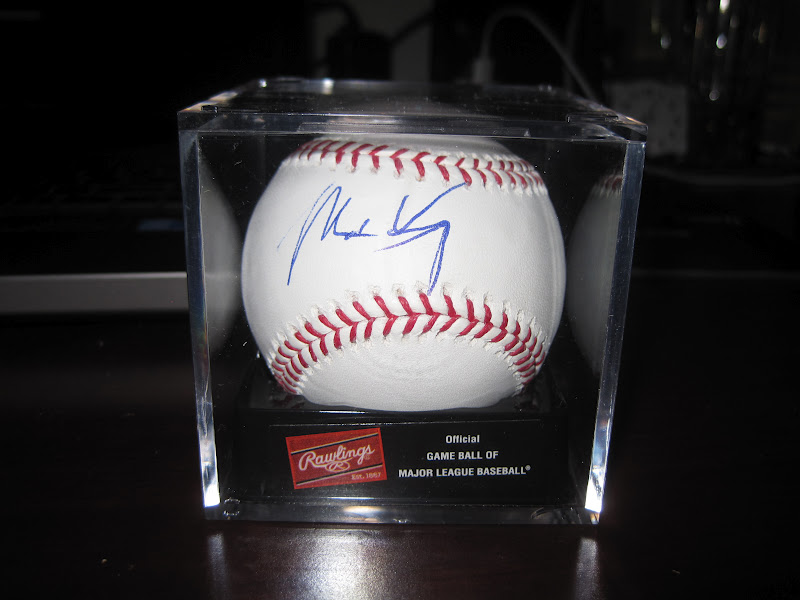 Rawlings
Est. 1887
Official
GAME BALL OF
MAJOR LEAGUE BASEBALL®